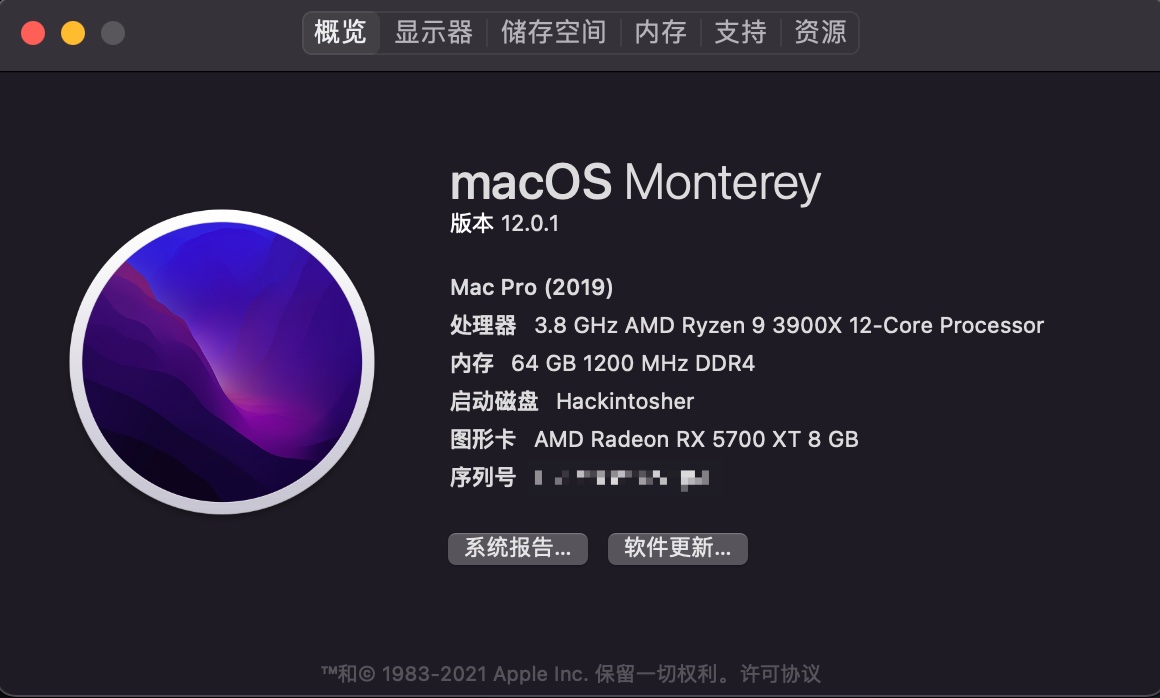 概览 显示器 储存空间 内存 支持 资源
macOS Monterey
版本 12.0.1
Mac Pro (2019)
处理器 3.8 GHz AMD Ryzen 9 3900X 12-Core Processor
内存 64 GB 1200 MHz DDR4
启动磁盘 Hackintosher
图形卡 AMD Radeon RX 5700 XT 8 GB
序列号
系统报告... 软件更新...
™和© 1983-2021 Apple Inc. 保留一切权利。许可协议